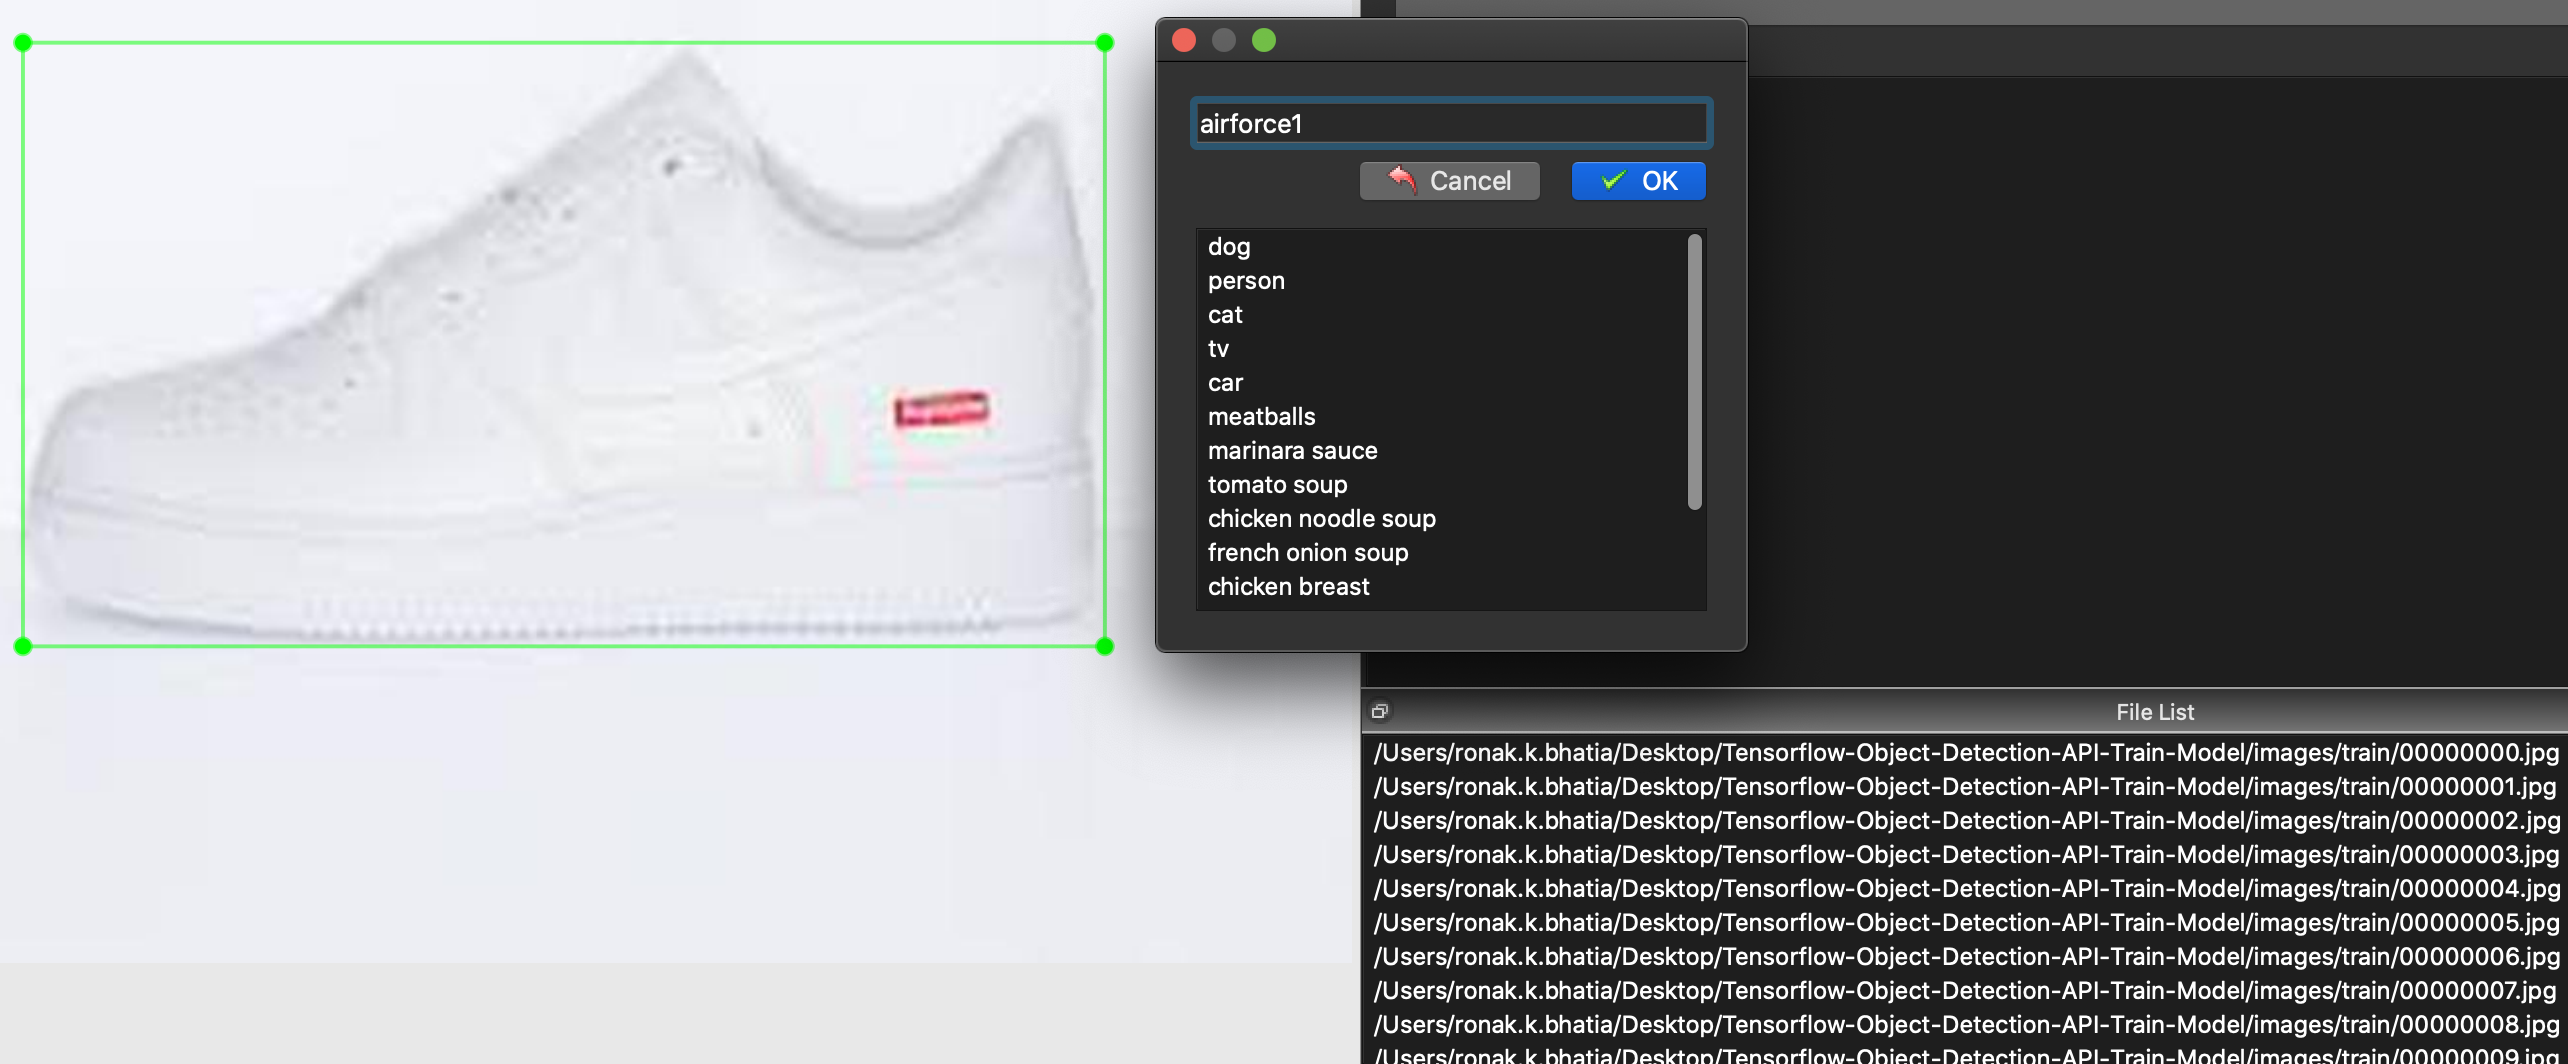 airforce1
Cancel
OK
dog
person
cat
tv
car
meatballs
marinara sauce
tomato soup
chicken noodle soup
french onion soup
chicken breast
File List
/Users/ronak.k.bhatia/Desktop/Tensorflow-Object-Detection-API-Train-Model/images/train/00000000.jpg
/Users/ronak.k.bhatia/Desktop/Tensorflow-Object-Detection-API-Train-Model/images/train/00000001.jpg
/Users/ronak.k.bhatia/Desktop/Tensorflow-Object-Detection-API-Train-Model/images/train/00000002.jpg
/Users/ronak.k.bhatia/Desktop/Tensorflow-Object-Detection-API-Train-Model/images/train/00000003.jpg
/Users/ronak.k.bhatia/Desktop/Tensorflow-Object-Detection-API-Train-Model/images/train/00000004.jpg
/Users/ronak.k.bhatia/Desktop/Tensorflow-Object-Detection-API-Train-Model/images/train/00000005.jpg
/Users/ronak.k.bhatia/Desktop/Tensorflow-Object-Detection-API-Train-Model/images/train/00000006.jpg
/Users/ronak.k.bhatia/Desktop/Tensorflow-Object-Detection-API-Train-Model/images/train/00000007.jpg
/Users/ronak.k.bhatia/Desktop/Tensorflow-Object-Detection-API-Train-Model/images/train/00000008.jpg
/Users/ronak.k.bhatia/Desktop/Tensorflow-Object-Detection-API-Train-Model/images/train/00000009.jpg